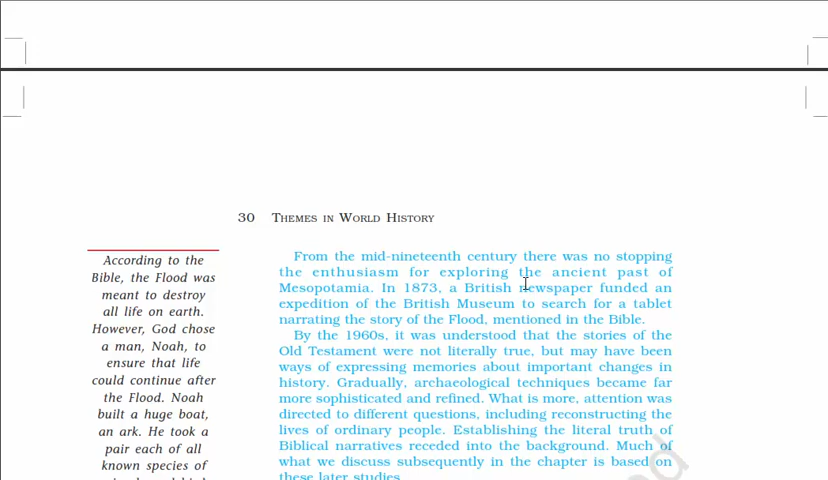 30 THEMES IN WORLD HISTORY
According to the
Bible, the Flood was
meant to destroy
all life on earth.
However, God chose
a man, Noah, to
ensure that life
could continue after
the Flood. Noah
built a huge boat,
an ark. He took a
pair each of all
known species of
From the mid-nineteenth century there was no stopping
the enthusiasm for exploring the ancient past of
Mesopotamia. In 1873, a British newspaper funded an
expedition of the British Museum to search for a tablet
narrating the story of the Flood, mentioned in the Bible.
By the 1960s, it was understood that the stories of the
Old Testament were not literally true, but may have been
ways of expressing memories about important changes in
history. Gradually, archaeological techniques became far
more sophisticated and refined. What is more, attention was
directed to different questions, including reconstructing the
lives of ordinary people. Establishing the literal truth of
Biblical narratives receded into the background. Much of
what we discuss subsequently in the chapter is based on
these later studies.